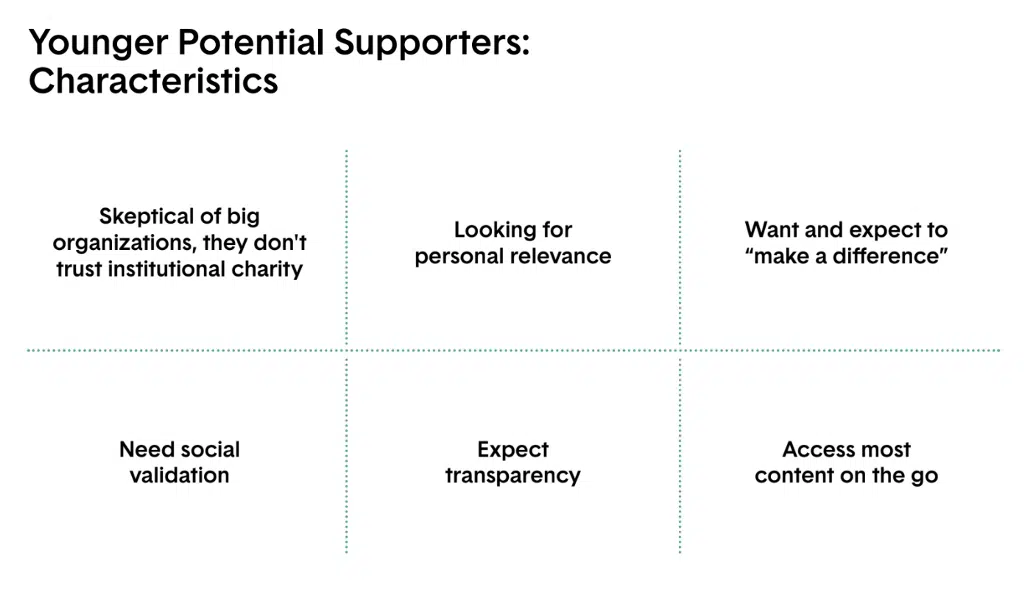 Younger Potential Supporters:
Characteristics
Skeptical of big
organizations, they don't
trust institutional charity
Looking for
personal relevance
Want and expect to
“make a difference”
Need social
validation
Expect
transparency
Access most
content on the go